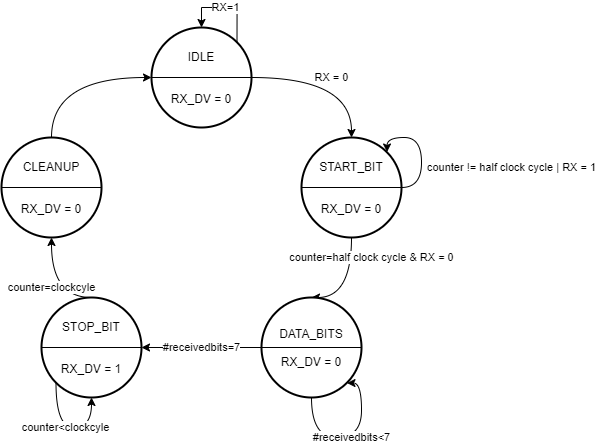 RX=1
IDLE
RX_DV = 0
RX = 0
CLEANUP
RX_DV = 0
START_BIT
RX_DV = 0
counter != half clock cycle | RX = 1
counter=half clock cycle & RX = 0
counter=clockcyle
STOP_BIT
RX_DV = 1
#receivedbits=7
DATA_BITS
RX_DV = 0
counter<clockcyle
#receivedbits<7